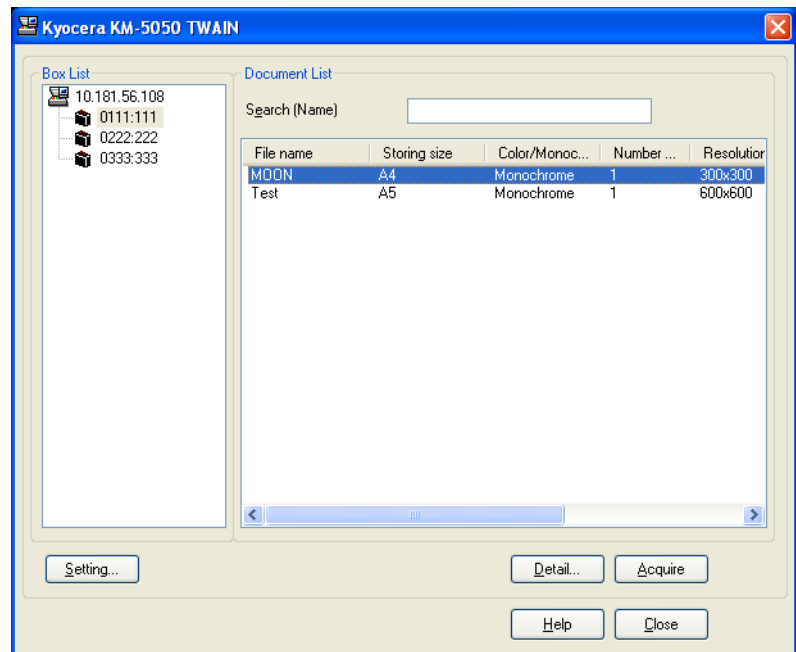 Kyocera KM-5050 TWAIN
Box List
10.181.56.108
0111:111
0222:222
0333:333
Document List
Search (Name)
File name Storing size Color/Monoc... Number ... Resolution
MOON A4 Monochrome 1 300x300
Test A5 Monochrome 1 600x600
Setting... Detail... Acquire
Help Close